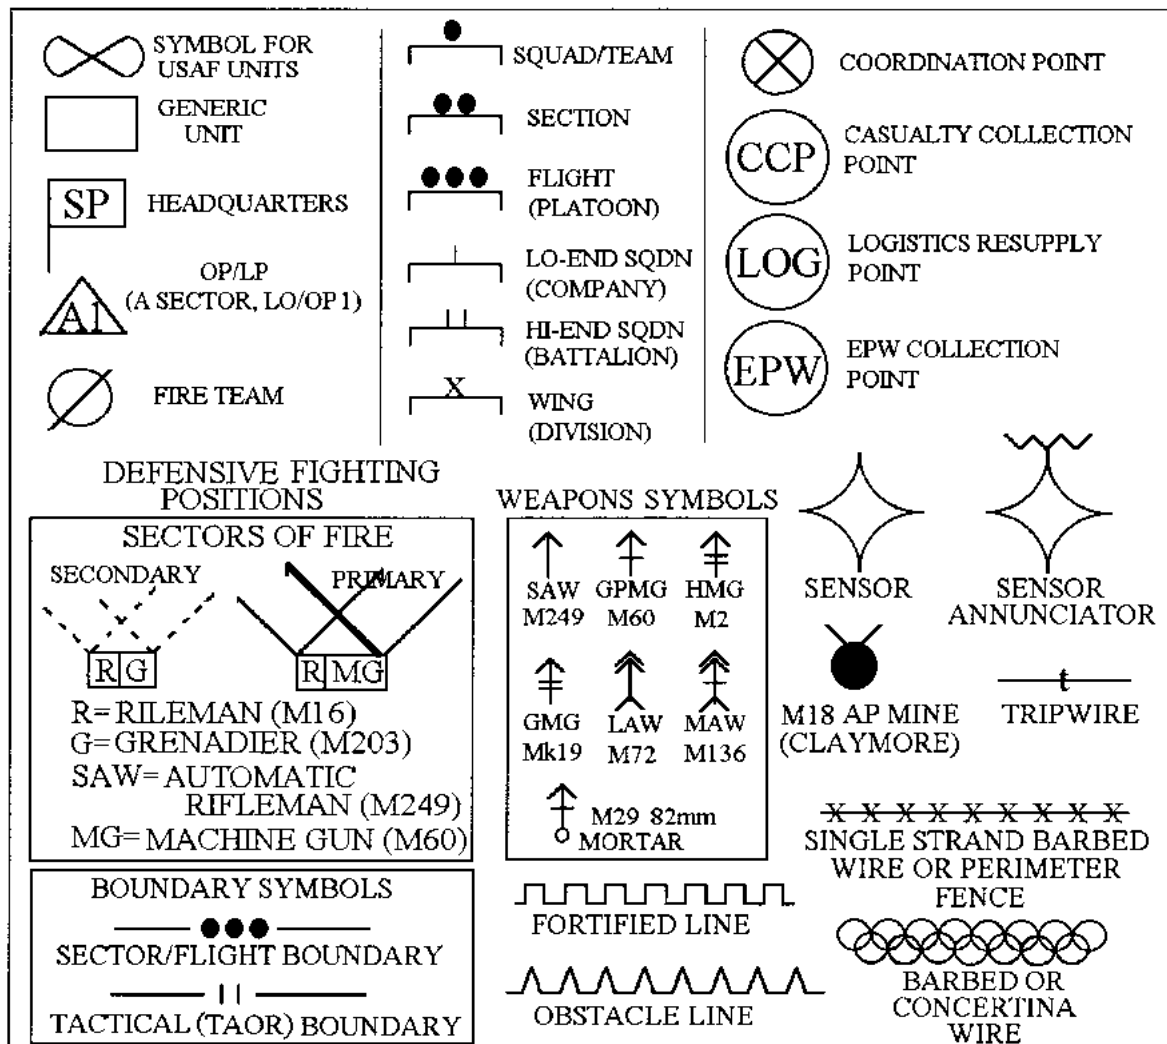 SYMBOL FOR
USAF UNITS
GENERIC
UNIT
SP
HEADQUARTERS
OP/LP
(A SECTOR, LO/OP 1)
A1
FIRE TEAM
SQUAD/TEAM
SECTION
FLIGHT
(PLATOON)
LO-END SQDN
(COMPANY)
HI-END SQDN
(BATTALION)
X
WING
(DIVISION)
COORDINATION POINT
CCP
CASUALTY COLLECTION
POINT
LOG
LOGISTICS RESUPPLY
POINT
EPW
EPW COLLECTION
POINT
DEFENSIVE FIGHTING
POSITIONS
SECTORS OF FIRE
SECONDARY
PRIMARY
R G
R MG
R= RILEMAN (M16)
G= GRENADIER (M203)
SAW= AUTOMATIC
RIFLEMAN (M249)
MG= MACHINE GUN (M60)
BOUNDARY SYMBOLS
SECTOR/FLIGHT BOUNDARY
TACTICAL (TAOR) BOUNDARY
WEAPONS SYMBOLS
SAW GPMG HMG
M249 M60 M2
GMG LAW MAW
Mk19 M72 M136
M29 82mm
MORTAR
FORTIFIED LINE
OBSTACLE LINE
SENSOR
SENSOR
ANNUNCIATOR
M18 AP MINE
(CLAYMORE)
t
TRIPWIRE
X X X X X X X X X
SINGLE STRAND BARBED
WIRE OR PERIMETER
FENCE
BARBED OR
CONCERTINA
WIRE